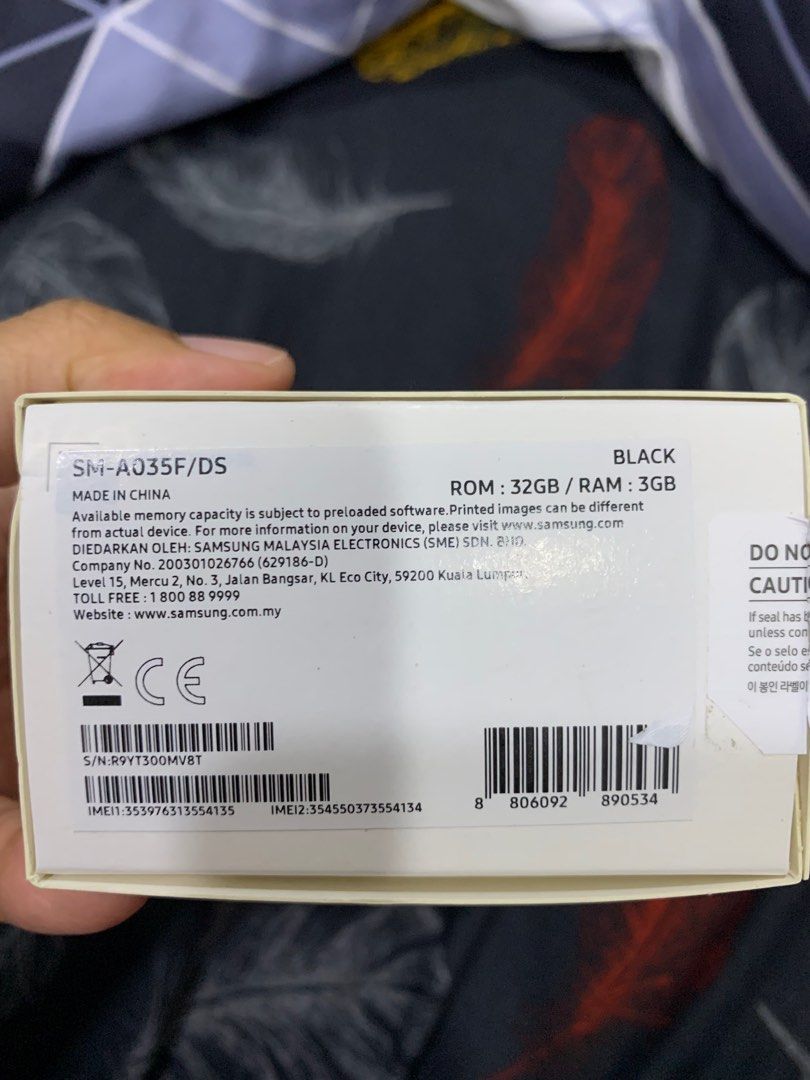 SM-A035F/DS
BLACK
MADE IN CHINA
ROM : 32GB / RAM : 3GB
Available memory capacity is subject to preloaded software.Printed images can be different
from actual device. For more information on your device, please visit www.samsung.com
DIEDARKAN OLEH: SAMSUNG MALAYSIA ELECTRONICS (SME) SDN. BHD.
Company No. 200301026766 (629186-D)
Level 15, Mercu 2, No. 3, Jalan Bangsar, KL Eco City, 59200 Kuala Lumpur.
TOLL FREE : 1 800 88 9999
Website : www.samsung.com.my
CE
S/N:R9YT300MV8T
IMEI1:353976313554135 IMEI2:354550373554134
8 806092 890534
DO NO
CAUTI
If seal has b
unless con
Se o selo e
conteúdo se
이 봉인 라벨이